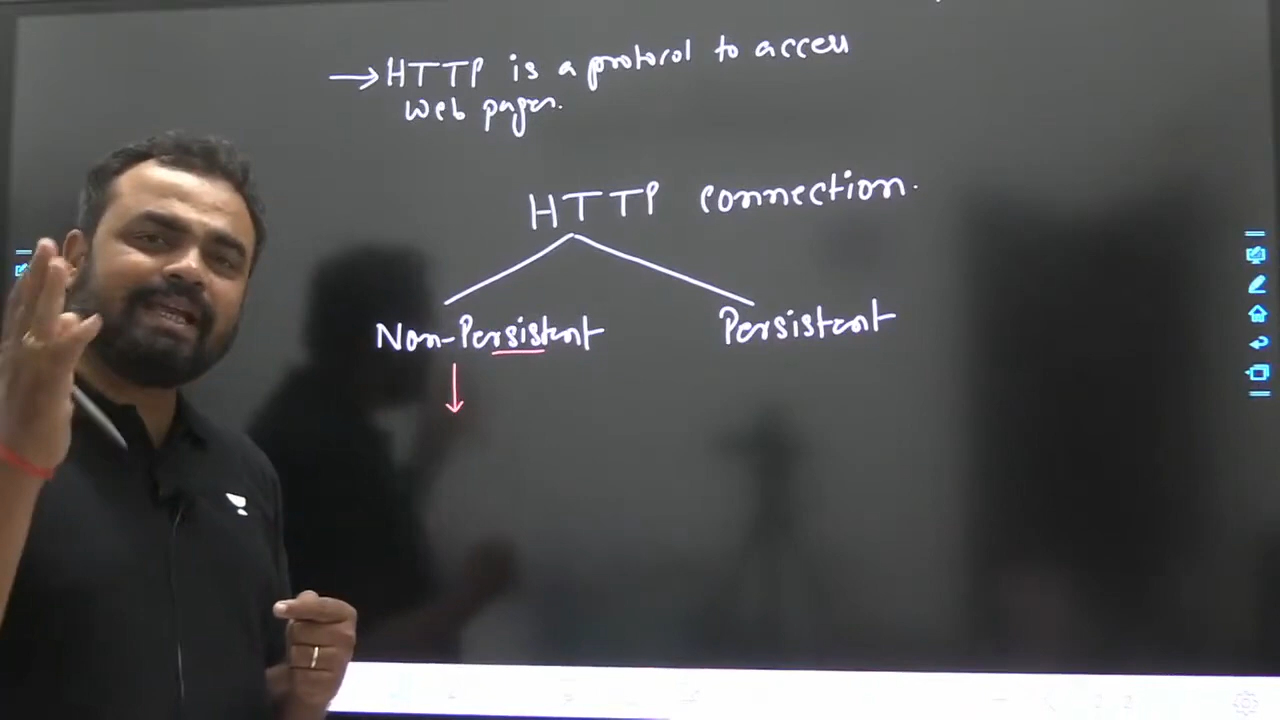 →HTTP is a protocol to access
web pages.
HTTP connection.
Non-Persistent
Persistent